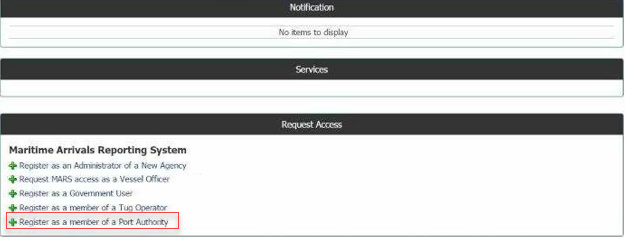 Notification
No items to display
Services
Request Access
Maritime Arrivals Reporting System
Register as an Administrator of a New Agency
Request MARS access as a Vessel Officer
Register as a Government User
Register as a member of a Tug Operator
Register as a member of a Port Authority